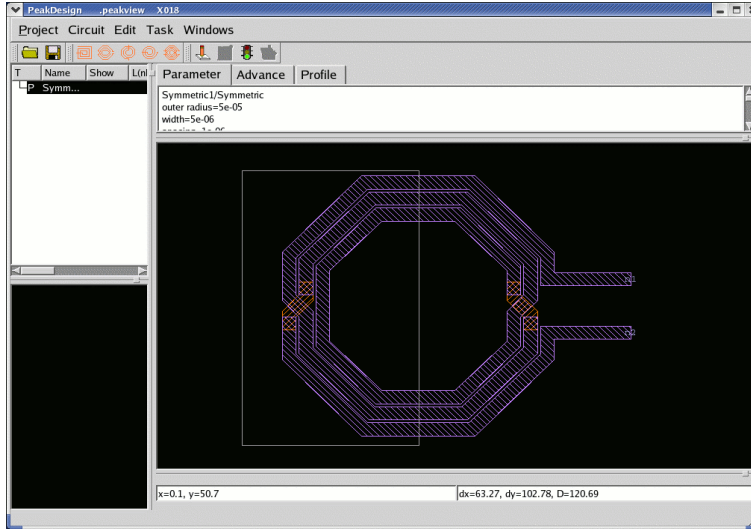 PeakDesign .peakview X018
Project Circuit Edit Task Windows
T Name Show L(nl
Parameter Advance Profile
P Symm...
Symmetric1/Symmetric
outer radius=5e-05
width=5e-06
x=0.1, y=50.7
dx=63.27, dy=102.78, D=120.69